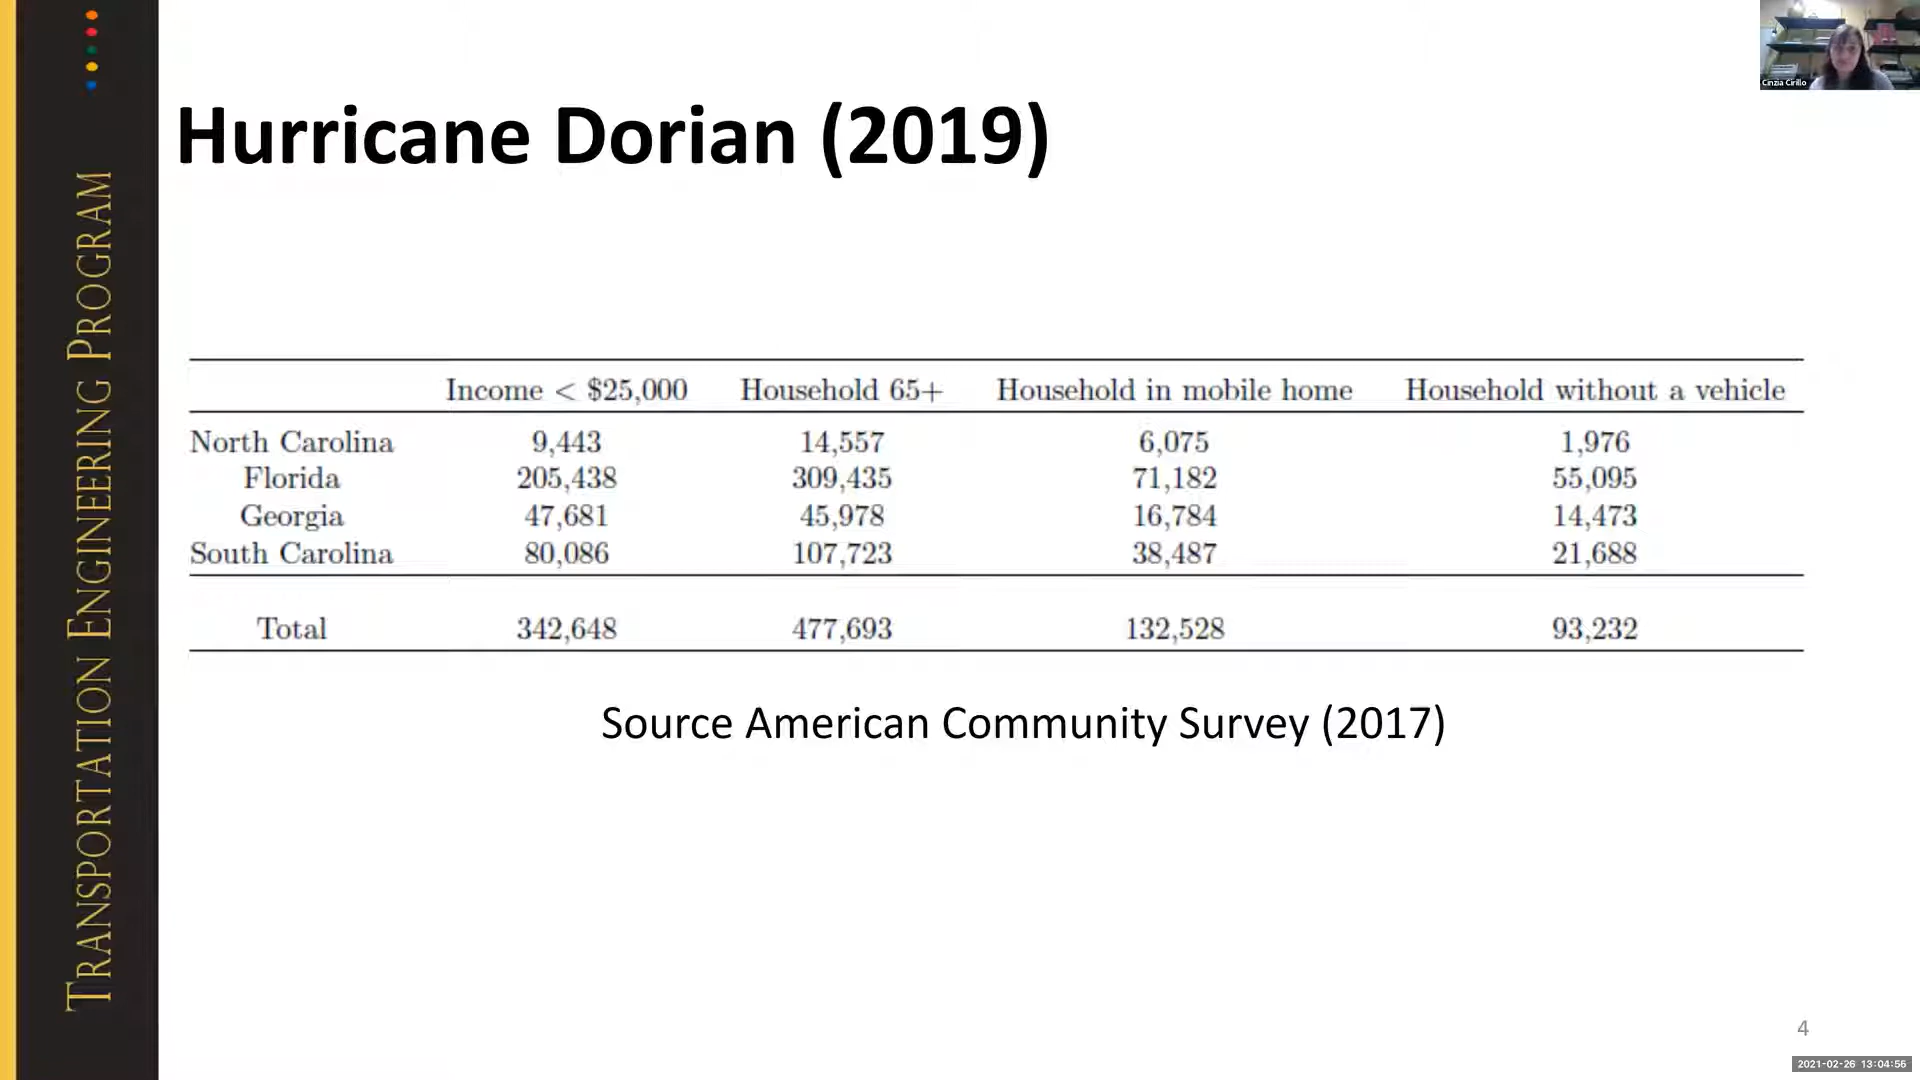 TRANSPORTATION ENGINEERING PROGRAM
Cinzia Cirillo
Hurricane Dorian (2019)
Income < $25,000 Household 65+ Household in mobile home Household without a vehicle
North Carolina 9,443 14,557 6,075 1,976
Florida 205,438 309,435 71,182 55,095
Georgia 47,681 45,978 16,784 14,473
South Carolina 80,086 107,723 38,487 21,688
Total 342,648 477,693 132,528 93,232
Source American Community Survey (2017)
4
2021-02-26 13:04:56